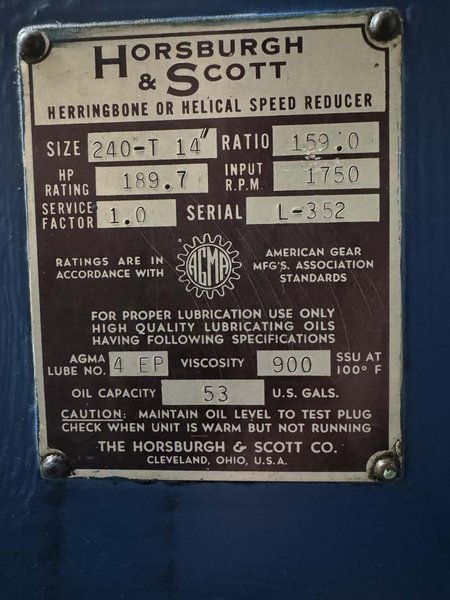 HORSBURGH
& SCOTT
HERRINGBONE OR HELICAL SPEED REDUCER
SIZE 240-T 14" RATIO 159.0
HP RATING 189.7 INPUT R.P.M. 1750
SERVICE FACTOR 1.0 SERIAL L-352
RATINGS ARE IN
ACCORDANCE WITH
AGMA
AMERICAN GEAR
MFG'S. ASSOCIATION
STANDARDS
FOR PROPER LUBRICATION USE ONLY
HIGH QUALITY LUBRICATING OILS
HAVING FOLLOWING SPECIFICATIONS
AGMA LUBE NO. 4 EP VISCOSITY 900 SSU AT 100° F
OIL CAPACITY 53 U.S. GALS.
CAUTION: MAINTAIN OIL LEVEL TO TEST PLUG
CHECK WHEN UNIT IS WARM BUT NOT RUNNING
THE HORSBURGH & SCOTT CO.
CLEVELAND, OHIO, U.S.A.